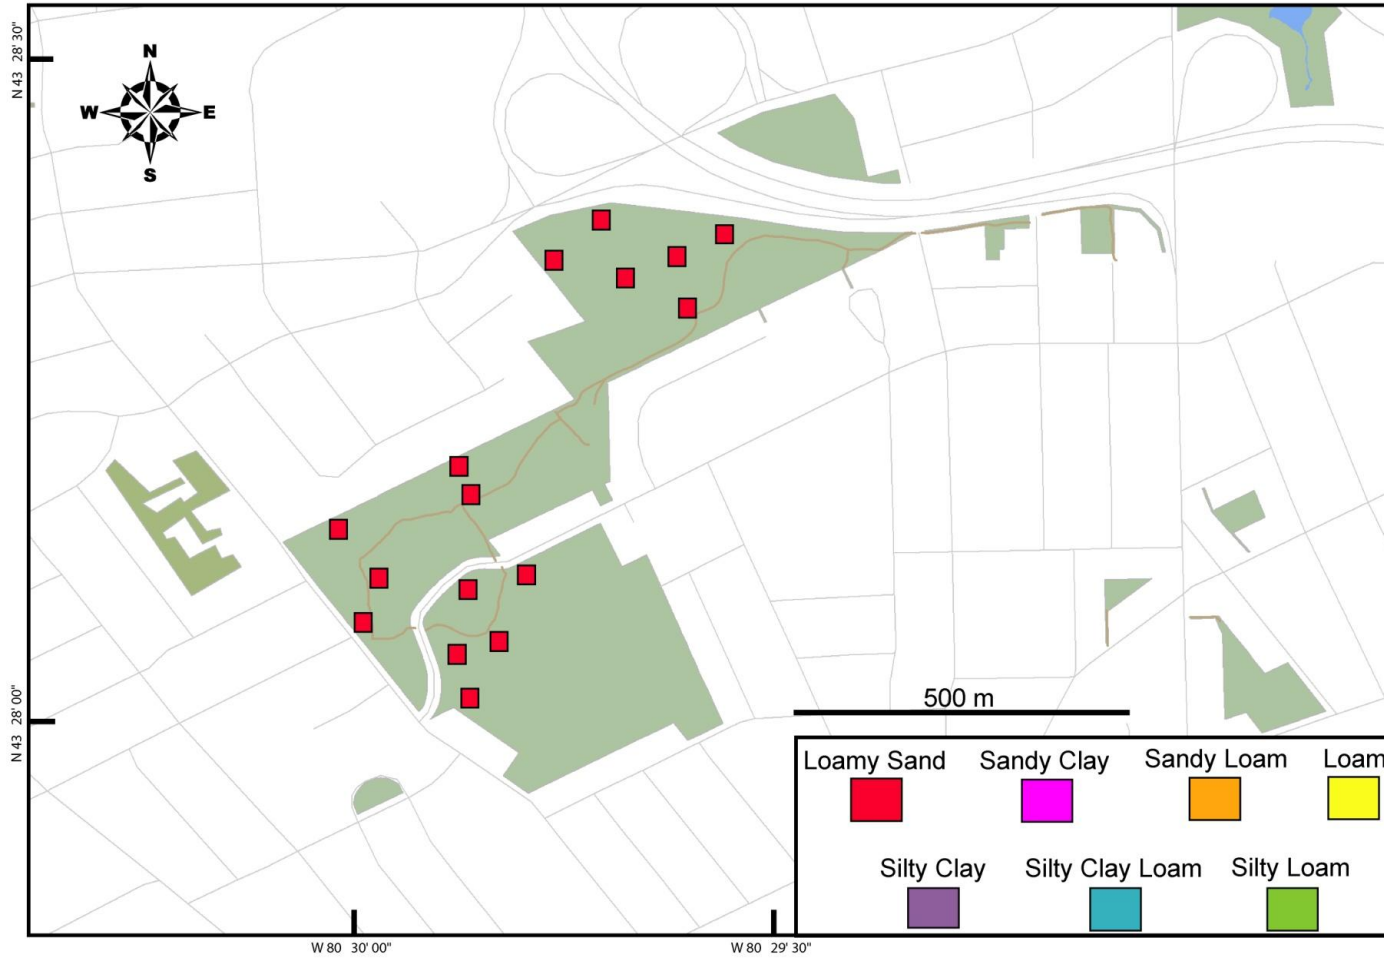 N 43 28' 30"
N
W E
S
N 43 28' 00"
500 m
Loamy Sand Sandy Clay Sandy Loam Loam
Silty Clay Silty Clay Loam Silty Loam
W 80 30' 00" W 80 29' 30"